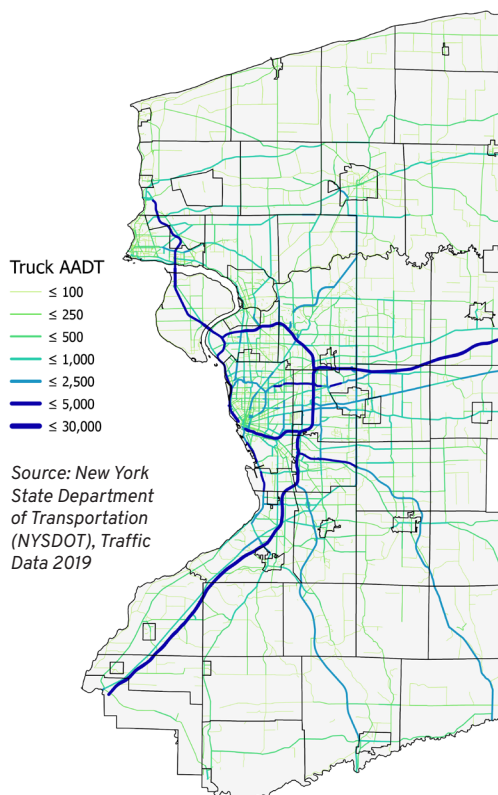 Truck AADT
≤ 100
≤ 250
≤ 500
≤ 1,000
≤ 2,500
≤ 5,000
≤ 30,000
Source: New York
State Department
of Transportation
(NYSDOT), Traffic
Data 2019